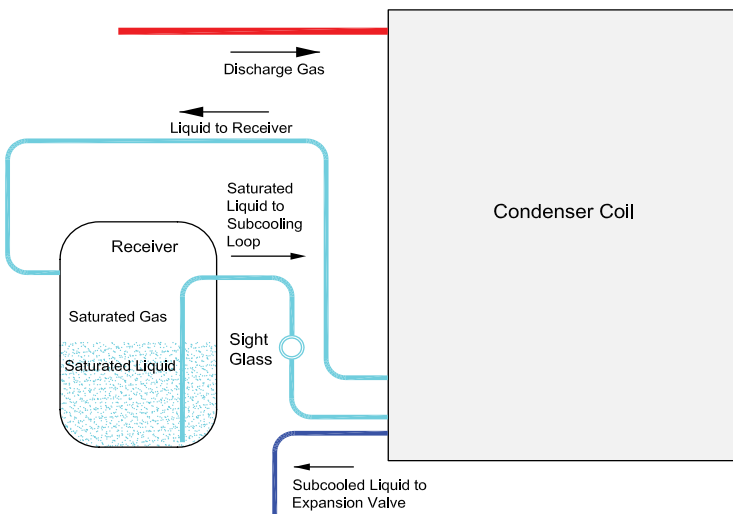 Discharge Gas
Liquid to Receiver
Saturated
Liquid to
Subcooling
Loop
Condenser Coil
Receiver
Saturated Gas
Sight
Glass
Saturated Liquid
Subcooled Liquid to
Expansion Valve